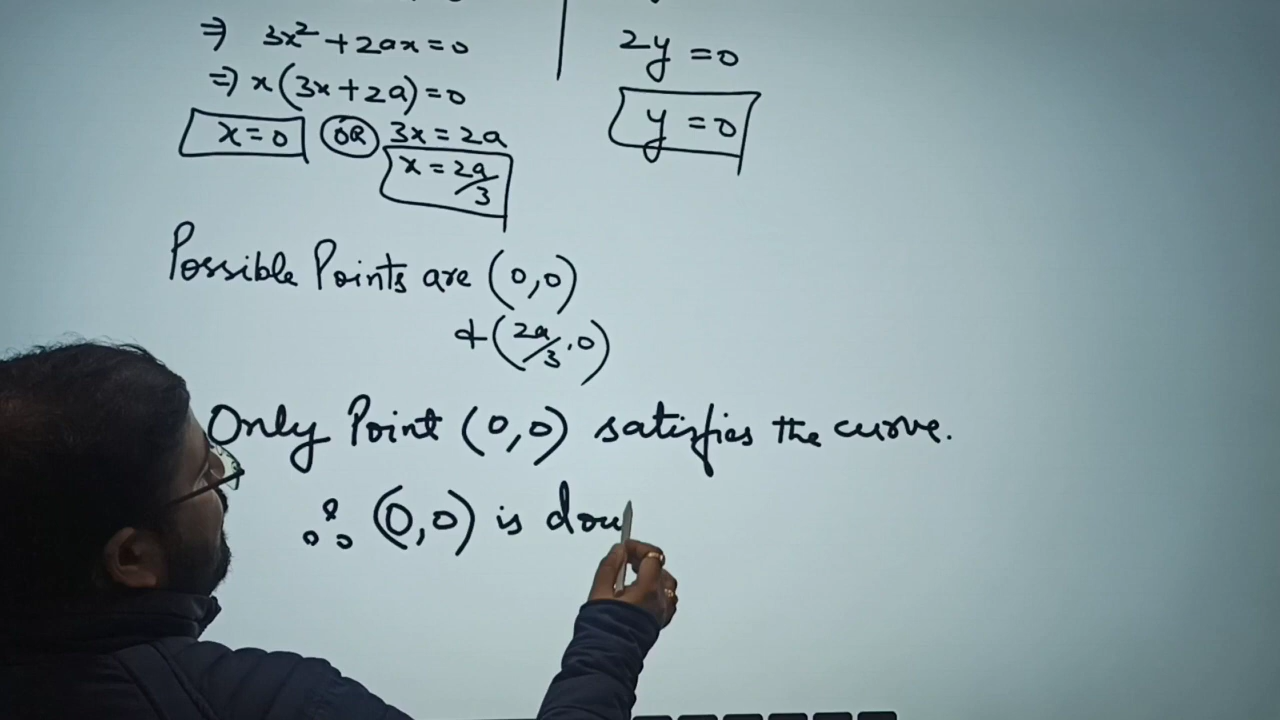 ⇒ 3x² + 2ax = 0
⇒ x(3x + 2a) = 0
x = 0 OR 3x = 2a
x = 2a/3
2y = 0
y = 0
Possible Points are (0,0)
& (2a/3, 0)
Only Point (0,0) satisfies the curve.
∴ (0,0) is dou